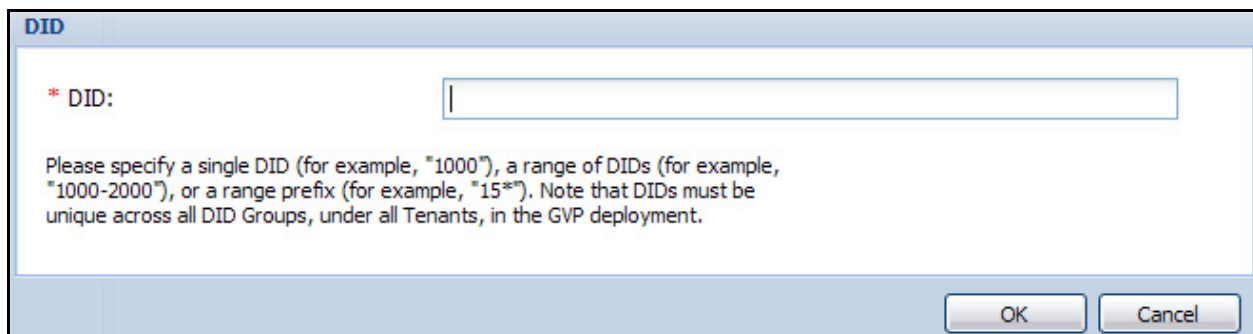 DID
* DID:
Please specify a single DID (for example, "1000"), a range of DIDs (for example,
"1000-2000"), or a range prefix (for example, "15*"). Note that DIDs must be
unique across all DID Groups, under all Tenants, in the GVP deployment.
OK Cancel